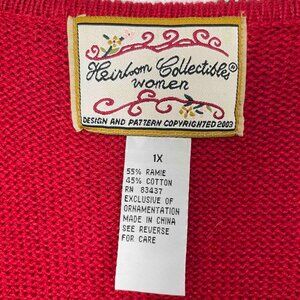 Heirloom Collectibles®
women
DESIGN AND PATTERN COPYRIGHTED 2003
1X
55% RAMIE
45% COTTON
RN 83437
EXCLUSIVE OF
ORNAMENTATION
MADE IN CHINA
SEE REVERSE
FOR CARE